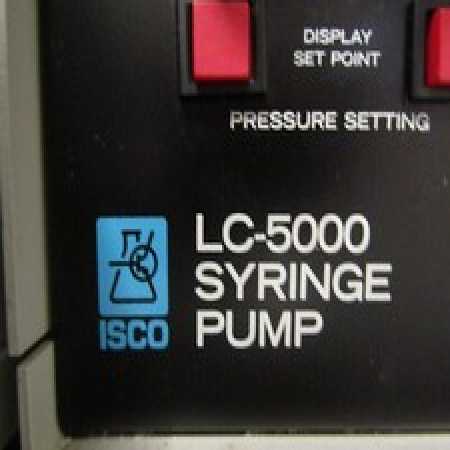 DISPLAY
SET POINT
PRESSURE SETTING
LC-5000
SYRINGE
PUMP
ISCO